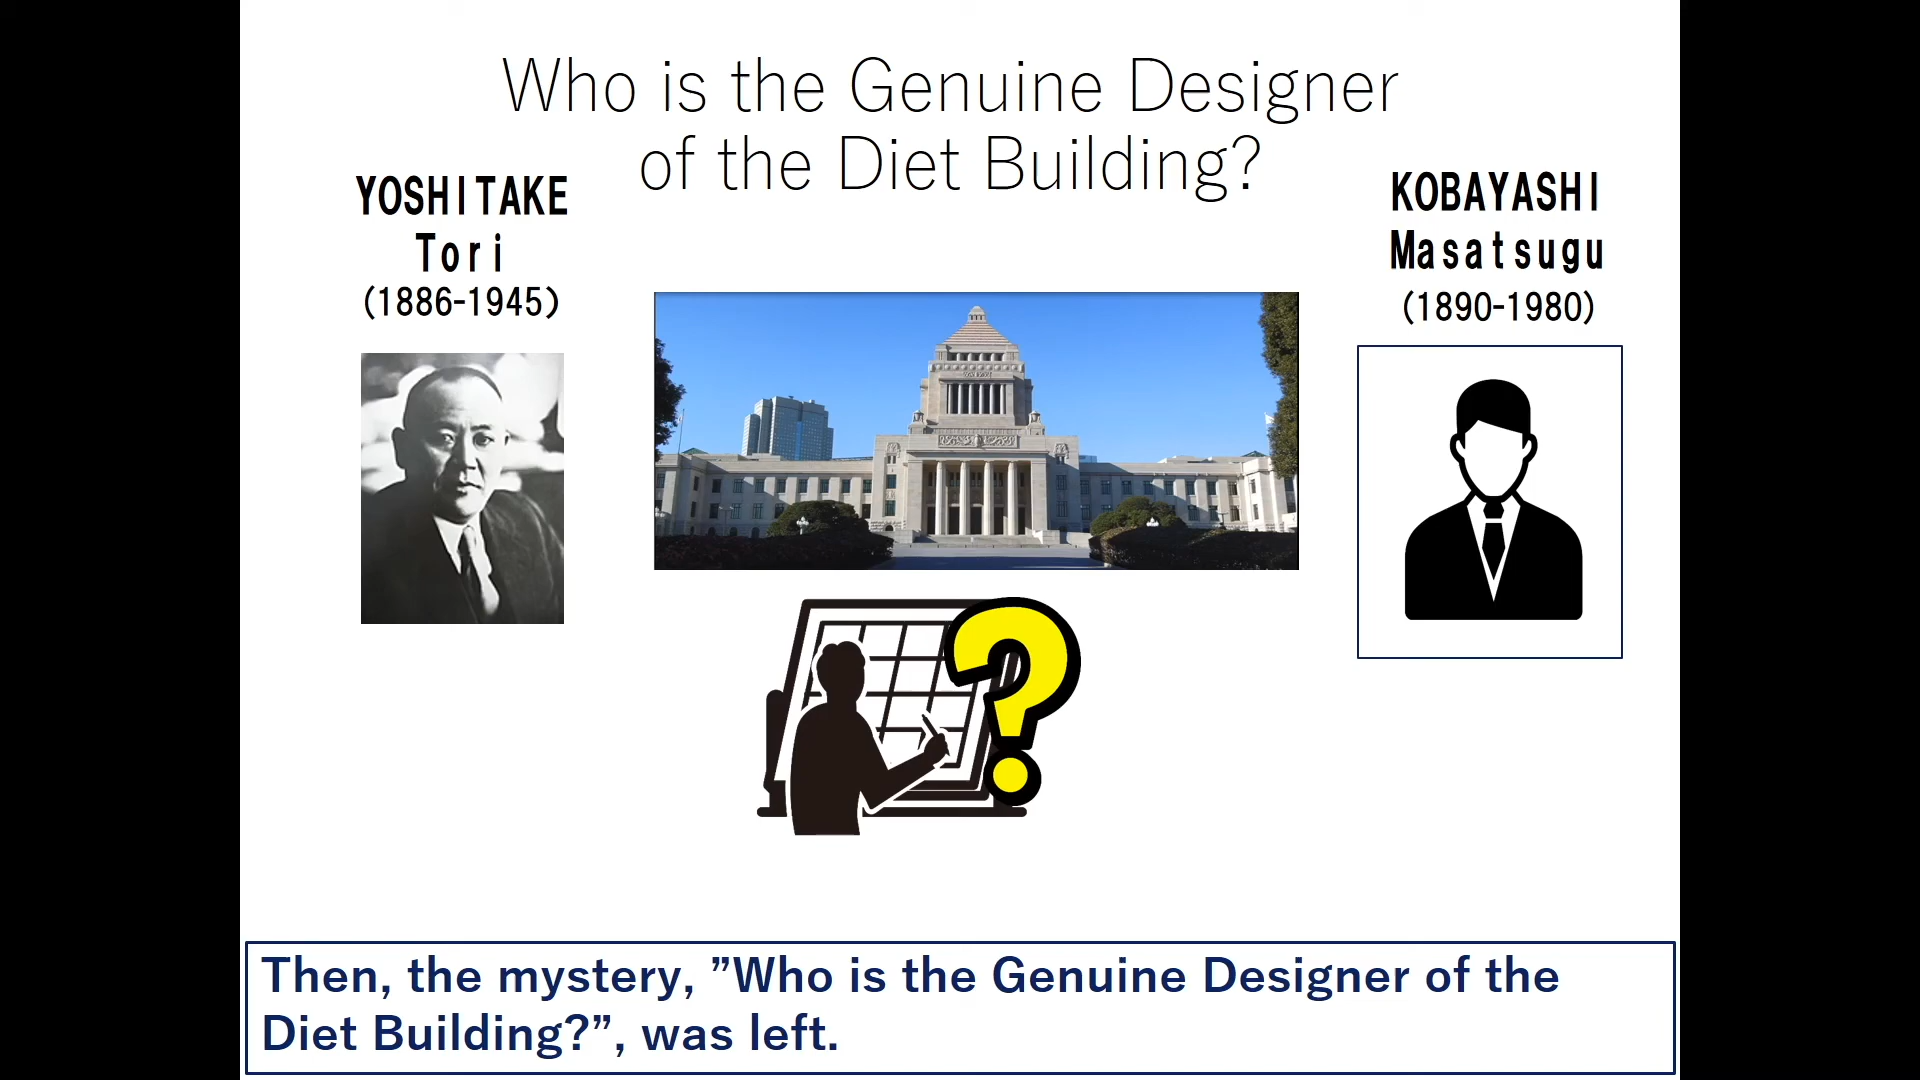 Who is the Genuine Designer
of the Diet Building?
YOSHITAKE
Tori
(1886-1945)
KOBAYASHI
Masatsugu
(1890-1980)
Then, the mystery, ”Who is the Genuine Designer of the
Diet Building?”, was left.